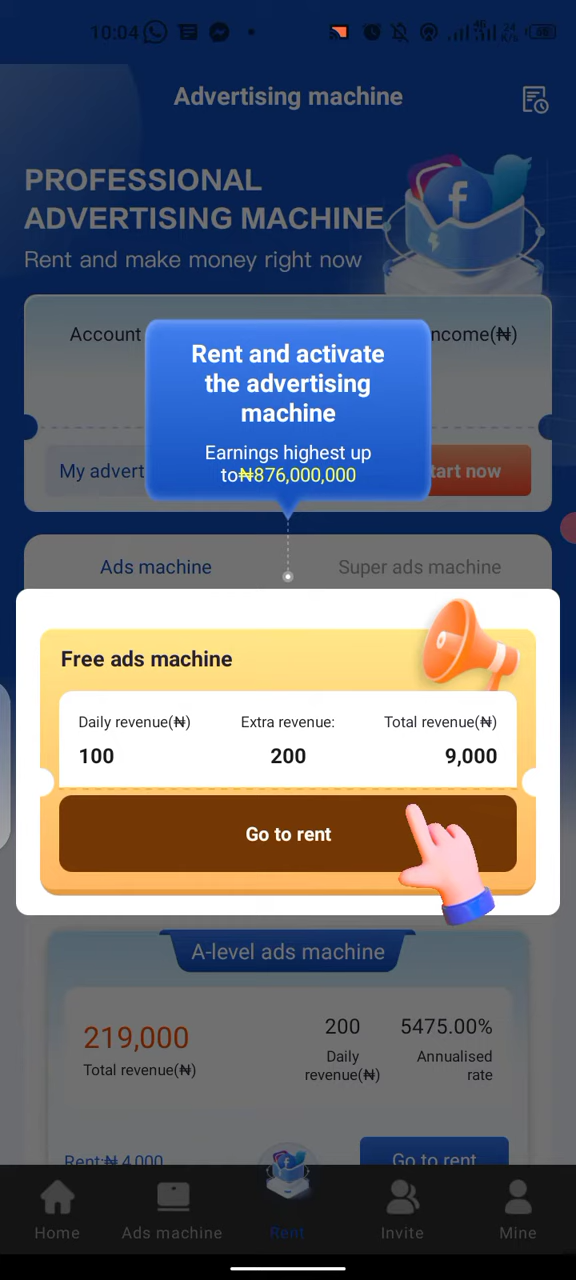 10:04
4G
24
K/s
Advertising machine
PROFESSIONAL
ADVERTISING MACHINE
Rent and make money right now
Account
ncome(₦)
Rent and activate
the advertising
machine
Earnings highest up
to₦876,000,000
My advert
tart now
Ads machine
Super ads machine
Free ads machine
Daily revenue(₦)
Extra revenue:
Total revenue(₦)
100
200
9,000
Go to rent
A-level ads machine
219,000
200
5475.00%
Total revenue(₦)
Daily
revenue(₦)
Annualised
rate
Rent:₦ 4,000
Go to rent
Home
Ads machine
Rent
Invite
Mine